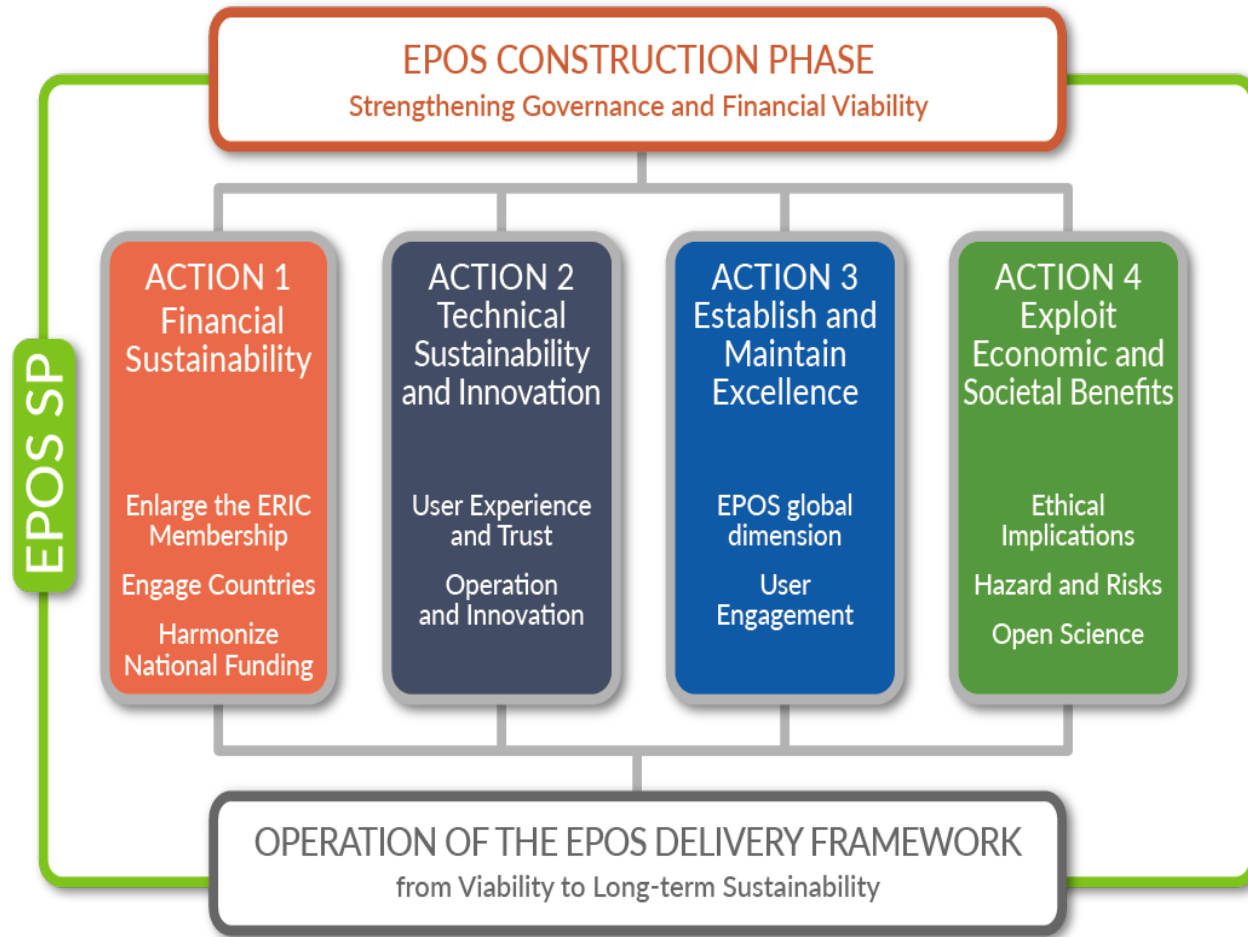 EPOS CONSTRUCTION PHASE
Strengthening Governance and Financial Viability
EPOS SP
ACTION 1
Financial
Sustainability
Enlarge the ERIC
Membership
Engage Countries
Harmonize
National Funding
ACTION 2
Technical
Sustainability
and Innovation
User Experience
and Trust
Operation
and Innovation
ACTION 3
Establish and
Maintain
Excellence
EPOS global
dimension
User
Engagement
ACTION 4
Exploit
Economic and
Societal Benefits
Ethical
Implications
Hazard and Risks
Open Science
OPERATION OF THE EPOS DELIVERY FRAMEWORK
from Viability to Long-term Sustainability